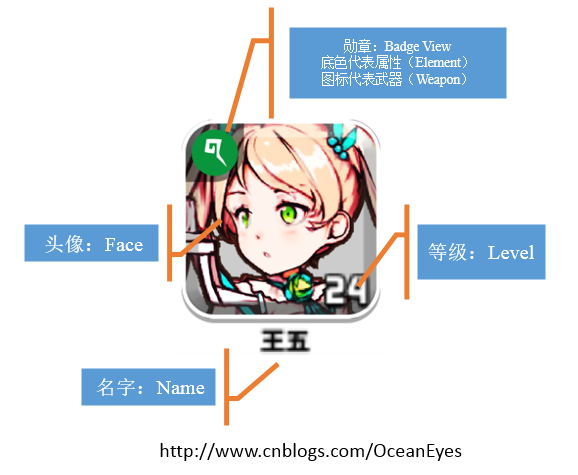 勋章：Badge View
底色代表属性（Element）
图标代表武器（Weapon）
头像：Face
等级：Level
24
王五
名字：Name
http://www.cnblogs.com/OceanEyes